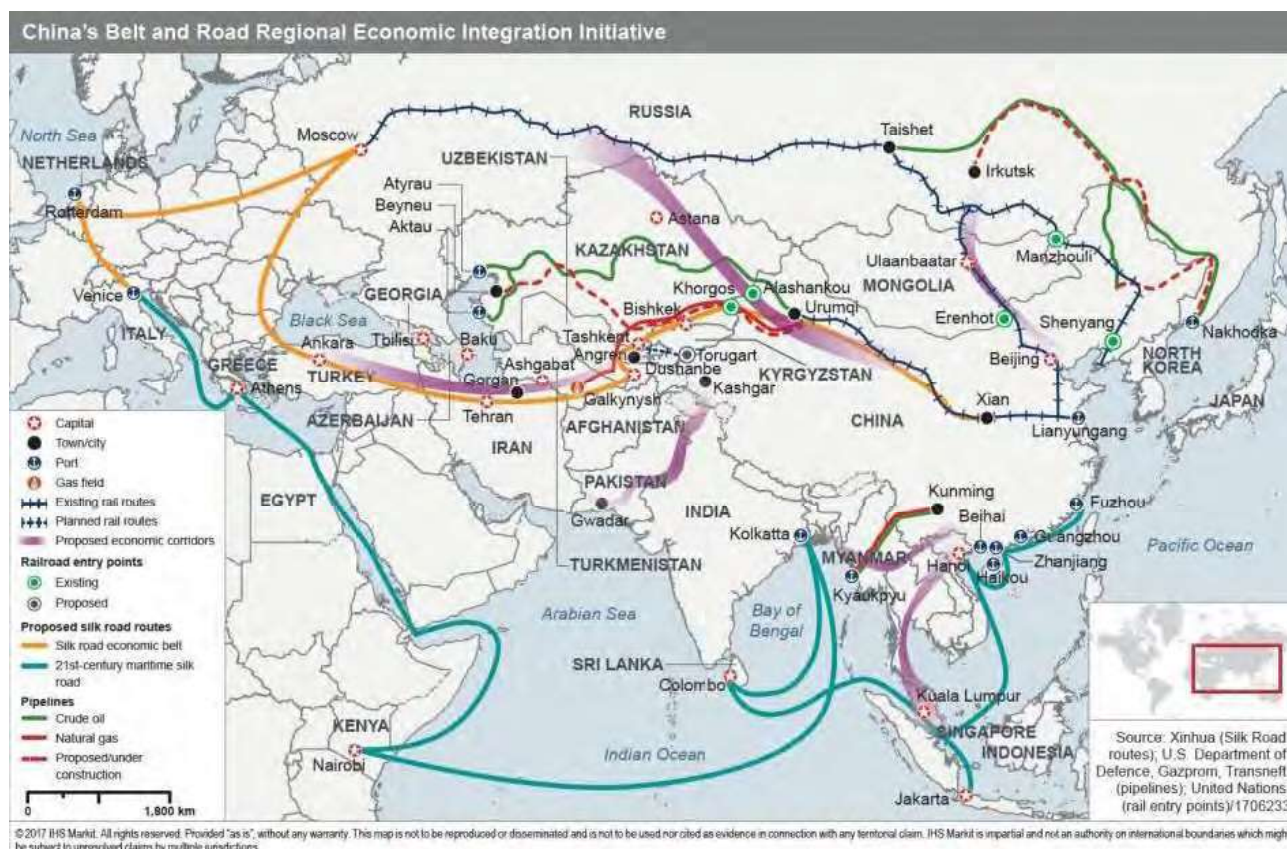 China's Belt and Road Regional Economic Integration Initiative
RUSSIA
North Sea
Moscow
Taishet
NETHERLANDS
UZBEKISTAN
Irkutsk
Rotterdam
Atyrau
Beyneu
Aktau
Astana
KAZAKHSTAN
Ulaanbaatar
Manzhouli
MONGOLIA
Venice
GEORGIA
Khorgos
Alashankou
Urumqi
Bishkek
Erenhot
Shenyang
Nakhodka
ITALY
Black Sea
Ankara
Tbilisi
Baku
Tashkent
Angren
Torugart
Beijing
NORTH
KOREA
GREECE
TURKEY
Ashgabat
Gorgan
Dushanbe
KYRGYZSTAN
Athens
Kashgar
JAPAN
AZERBAIJAN
Tehran
Galkynysh
AFGHANISTAN
CHINA
Xian
Lianyungang
IRAN
EGYPT
PAKISTAN
Gwadar
INDIA
Kolkatta
Kunming
Beihai
Fuzhou
Guangzhou
Zhanjiang
Pacific Ocean
MYANMAR
Hanoi
Haikou
Kyaukpyu
TURKMENISTAN
Arabian Sea
Bay of
Bengal
SRI LANKA
Colombo
Kuala Lumpur
KENYA
SINGAPORE
INDONESIA
Nairobi
Indian Ocean
Jakarta
Capital
Town/city
Port
Gas field
Existing rail routes
Planned rail routes
Proposed economic corridors
Railroad entry points
Existing
Proposed
Proposed silk road routes
Silk road economic belt
21st-century maritime silk
road
Pipelines
Crude oil
Natural gas
Proposed/under
construction
0 1,800 km
Source: Xinhua (Silk Road
routes); U.S. Department of
Defence, Gazprom, Transneft
(pipelines); United Nations
(rail entry points)/1706233
© 2017 IHS Markit. All rights reserved. Provided "as is", without any warranty. This map is not to be reproduced or disseminated and is not to be used nor cited as evidence in connection with any territorial claim. IHS Markit is impartial and not an authority on international boundaries which might
be subject to unresolved claims by multiple jurisdictions.